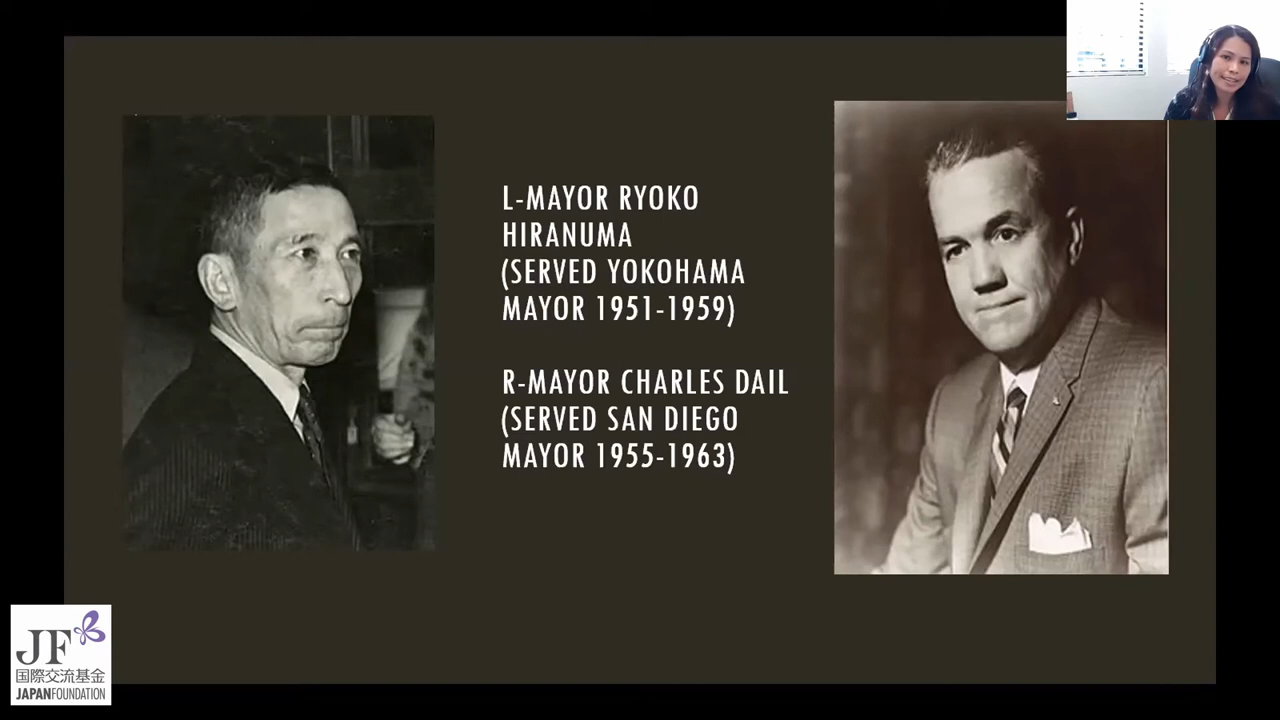 L-MAYOR RYOKO
HIRANUMA
(SERVED YOKOHAMA
MAYOR 1951-1959)
R-MAYOR CHARLES DAIL
(SERVED SAN DIEGO
MAYOR 1955-1963)
JF
国際交流基金
JAPANFOUNDATION